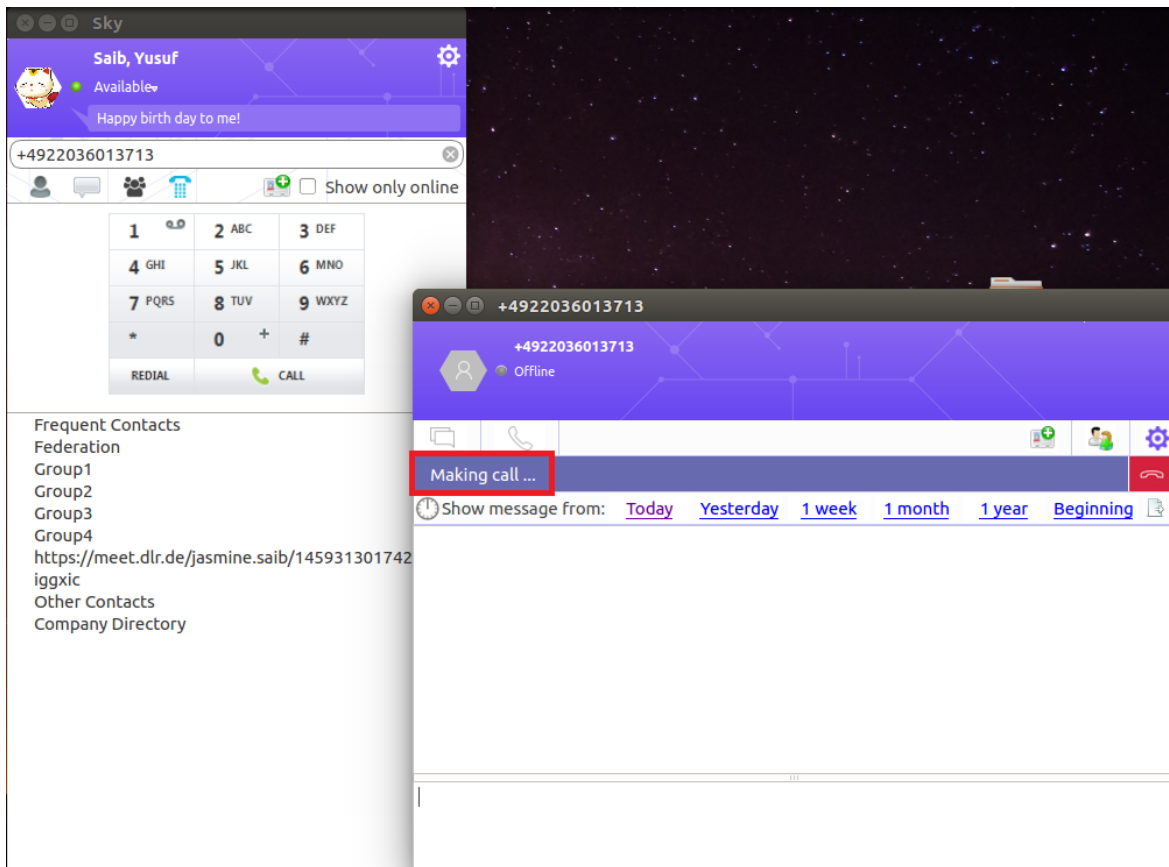 Sky
Saib, Yusuf
Available
Happy birth day to me!
+4922036013713
Show only online
1
2 ABC
3 DEF
4 GHI
5 JKL
6 MNO
7 PQRS
8 TUV
9 WXYZ
*
0 +
#
REDIAL
CALL
Frequent Contacts
Federation
Group1
Group2
Group3
Group4
https://meet.dlr.de/jasmine.saib/145931301742
iggxic
Other Contacts
Company Directory
+4922036013713
+4922036013713
Offline
Making call ...
Show message from: Today Yesterday 1 week 1 month 1 year Beginning